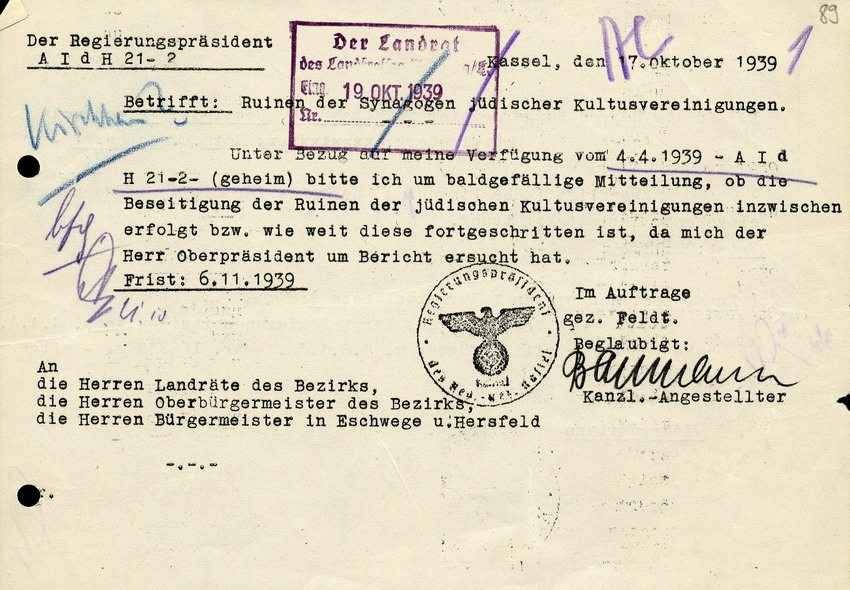 89
Der Regierungspräsident
A I d H 21- 2
Der Landrat
des Landkreises
Eing. 19. OKT. 1939
Nr.
Kassel, den 17.Oktober 1939
Betrifft: Ruinen der Synagogen jüdischer Kultusvereinigungen.
- - -
Unter Bezug auf meine Verfügung vom 4.4.1939 - A I d
H 21-2- (geheim) bitte ich um baldgefällige Mitteilung, ob die
Beseitigung der Ruinen der jüdischen Kultusvereinigungen inzwischen
erfolgt bzw. wie weit diese fortgeschritten ist, da mich der
Herr Oberpräsident um Bericht ersucht hat.
Frist: 6.11.1939
Im Auftrage
gez. Feldt.
Beglaubigt:
Baumann
Kanzl.-Angestellter
Regierungspräsident
Kassel
An
die Herren Landräte des Bezirks,
die Herren Oberbürgermeister des Bezirks,
die Herren Bürgermeister in Eschwege u.Hersfeld
-.-.-